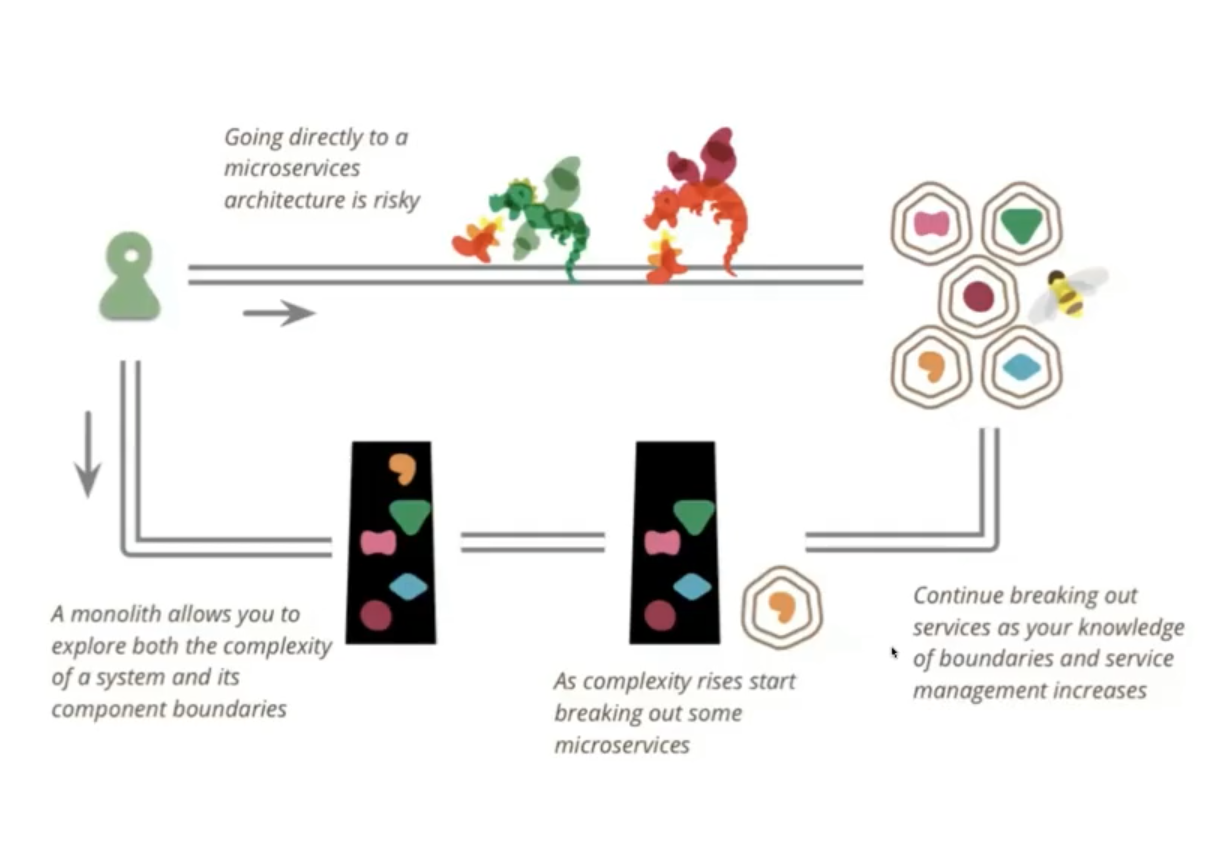 Going directly to a
microservices
architecture is risky
A monolith allows you to
explore both the complexity
of a system and its
component boundaries
As complexity rises start
breaking out some
microservices
Continue breaking out
services as your knowledge
of boundaries and service
management increases